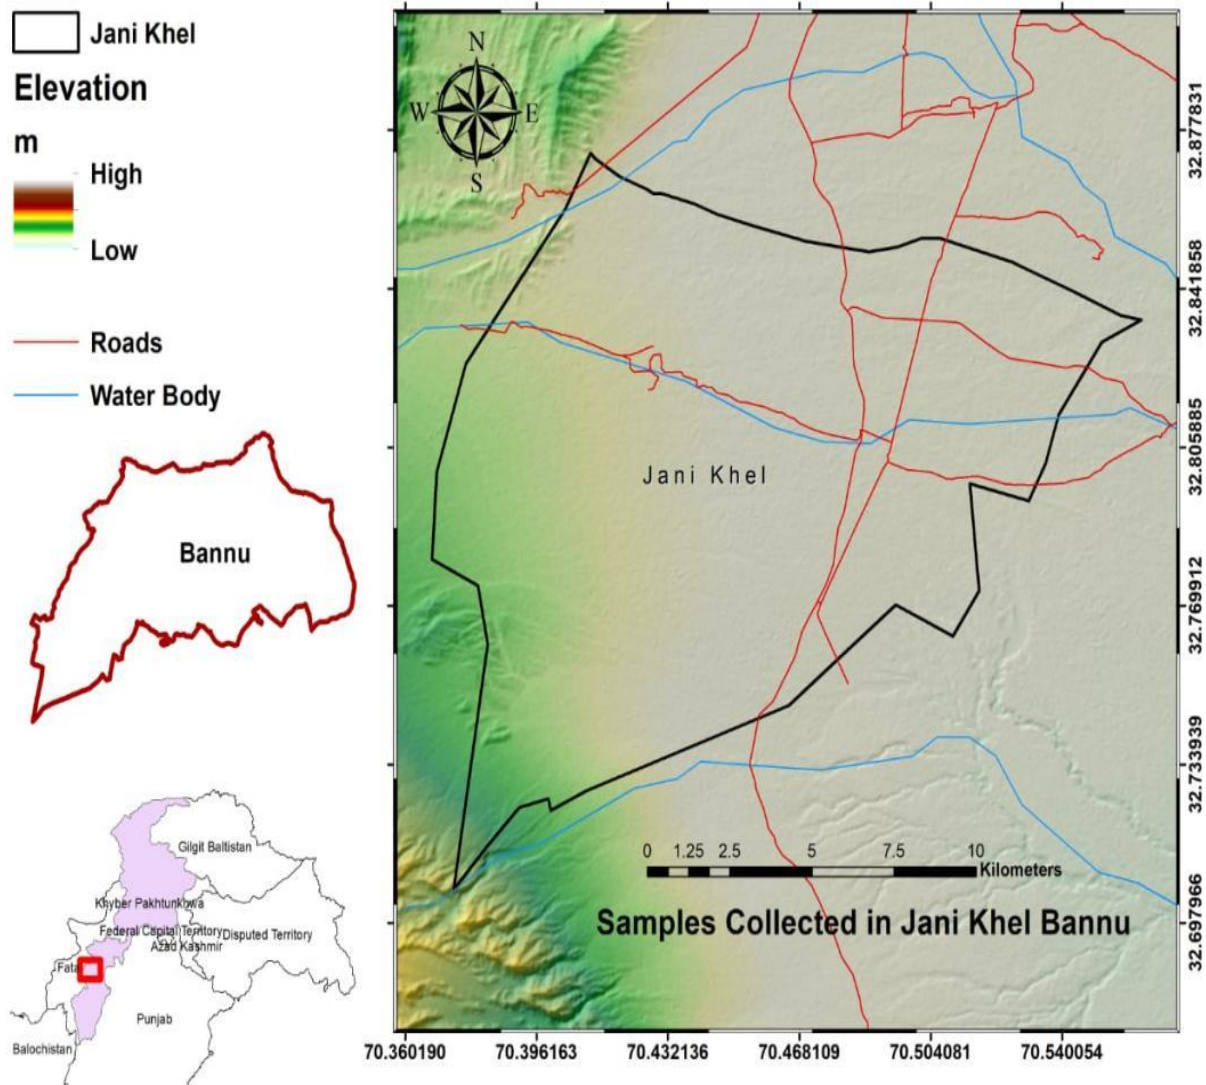 Jani Khel
Elevation
m
High
Low
Roads
Water Body
Bannu
Gilgit Baltistan
Khyber Pakhtunkhwa
Federal Capital Territory
Disputed Territory
Azad Kashmir
Fata
Punjab
Balochistan
N
W
E
S
Jani Khel
0 1.25 2.5 5 7.5 10
Kilometers
Samples Collected in Jani Khel Bannu
32.877831
32.841858
32.805885
32.769912
32.733939
32.697966
70.360190 70.396163 70.432136 70.468109 70.504081 70.540054